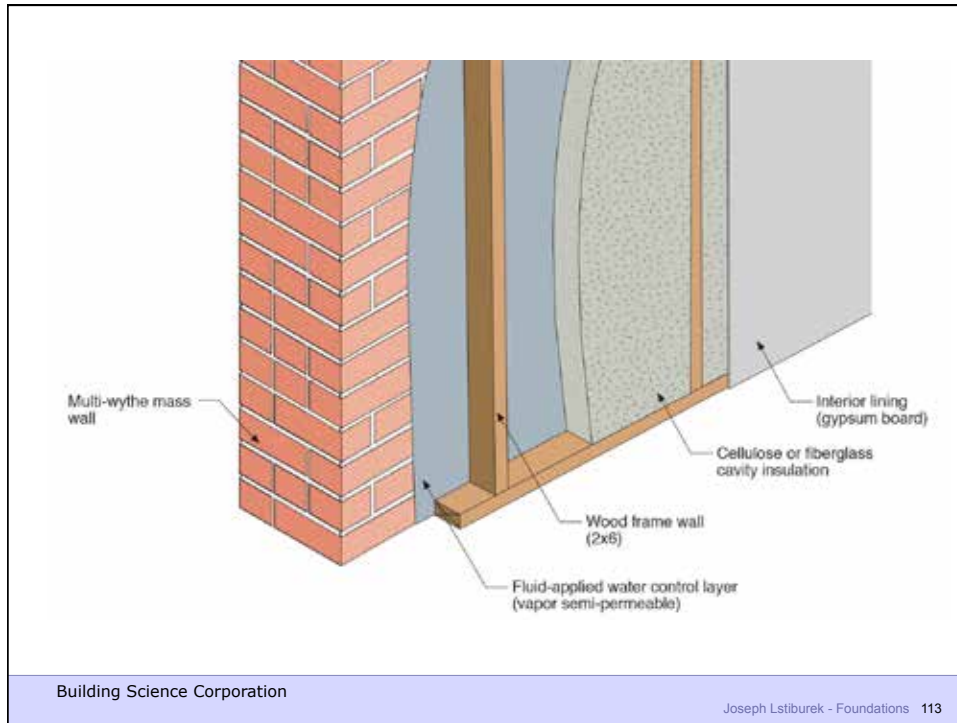 Multi-wythe mass
wall
Interior lining
(gypsum board)
Cellulose or fiberglass
cavity insulation
Wood frame wall
(2x6)
Fluid-applied water control layer
(vapor semi-permeable)
Building Science Corporation
Joseph Lstiburek - Foundations 113